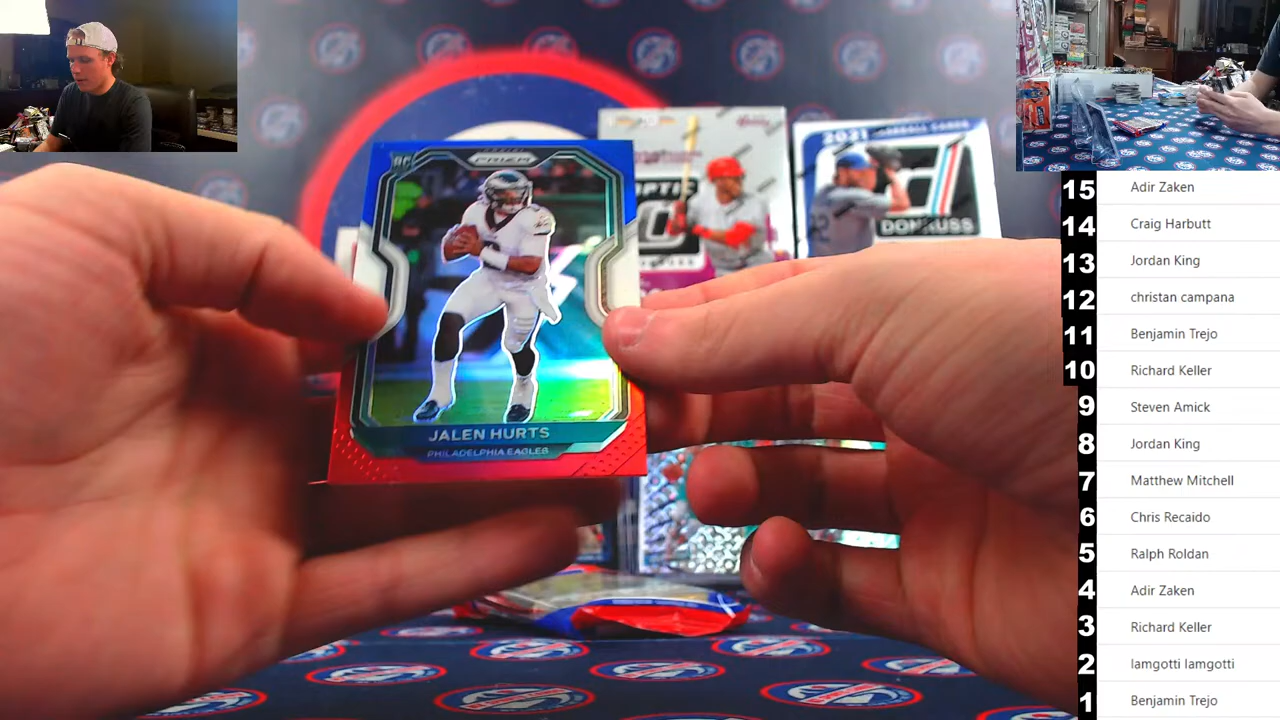 RC
PRIZM
JALEN HURTS
PHILADELPHIA EAGLES
OPTIC
2021
DONRUSS
15 Adir Zaken
14 Craig Harbutt
13 Jordan King
12 christan campana
11 Benjamin Trejo
10 Richard Keller
9 Steven Amick
8 Jordan King
7 Matthew Mitchell
6 Chris Recaido
5 Ralph Roldan
4 Adir Zaken
3 Richard Keller
2 Iamgotti Iamgotti
1 Benjamin Trejo